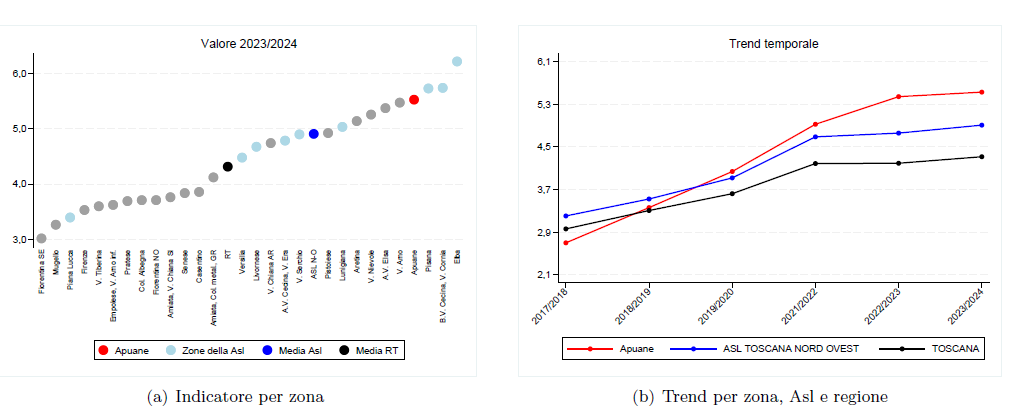 Valore 2023/2024
6,0
5,0
4,0
3,0
Fiorentina SE
Mugello
Piana Lucca
Firenze
V. Tiberina
Empolese, V. Arno inf.
Pratese
Col. Albegna
Fiorentina NO
Amiata, V. Chiana SI
Senese
Casentino
Amiata, Col. metal., GR
RT
Versilia
Livornese
V. Chiana AR
A.V. Cecina, V. Era
V. Serchio
ASL N-O
Pistoiese
Lunigiana
Aretina
V. Nievole
A.V. Elsa
V. Arno
Apuane
Pisana
B.V. Cecina, V. Cornia
Elba
Apuane Zone della Asl Media Asl Media RT
(a) Indicatore per zona
Trend temporale
6,1
5,3
4,5
3,7
2,9
2,1
2017/2018
2018/2019
2019/2020
2021/2022
2022/2023
2023/2024
Apuane ASL TOSCANA NORD OVEST TOSCANA
(b) Trend per zona, Asl e regione